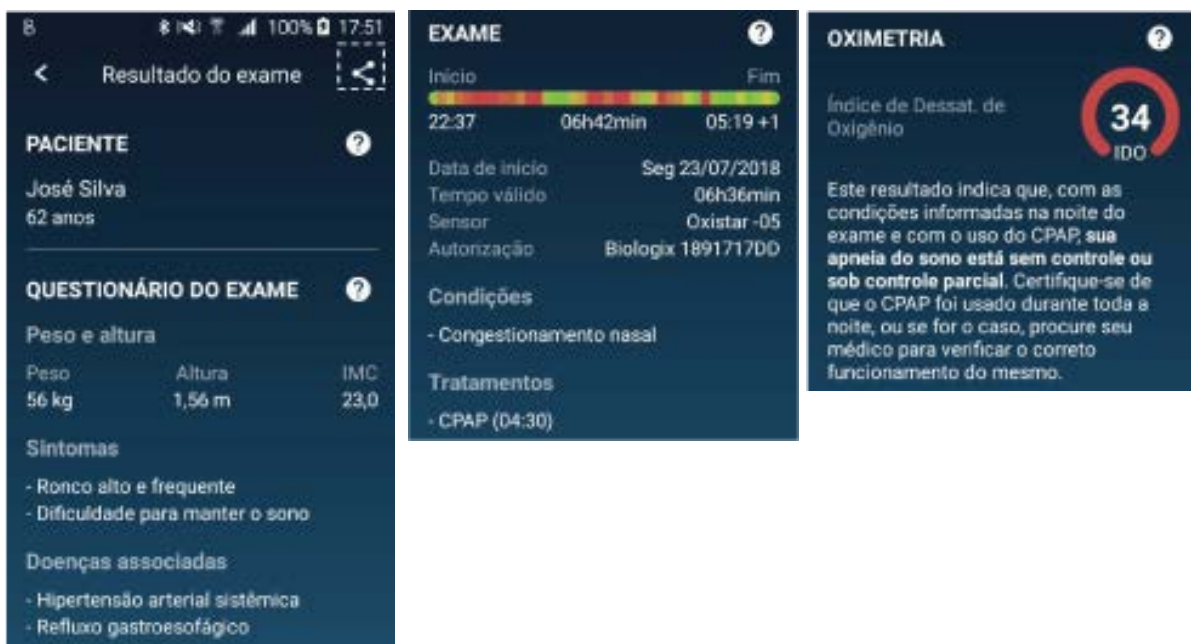 B 100% 17:51
< Resultado do exame
PACIENTE ?
José Silva
62 anos
QUESTIONÁRIO DO EXAME ?
Peso e altura
Peso Altura IMC
56 kg 1,56 m 23,0
Sintomas
- Ronco alto e frequente
- Dificuldade para manter o sono
Doenças associadas
- Hipertensão arterial sistêmica
- Refluxo gastroesofágico
EXAME ?
Início Fim
22:37 06h42min 05:19 +1
Data de início Seg 23/07/2018
Tempo válido 06h36min
Sensor Oxistar -05
Autorização Biologix 1891717DD
Condições
- Congestionamento nasal
Tratamentos
- CPAP (04:30)
OXIMETRIA ?
Índice de Dessat. de
Oxigênio
34
IDO
Este resultado indica que, com as
condições informadas na noite do
exame e com o uso do CPAP, sua
apneia do sono está sem controle ou
sob controle parcial. Certifique-se de
que o CPAP foi usado durante toda a
noite, ou se for o caso, procure seu
médico para verificar o correto
funcionamento do mesmo.